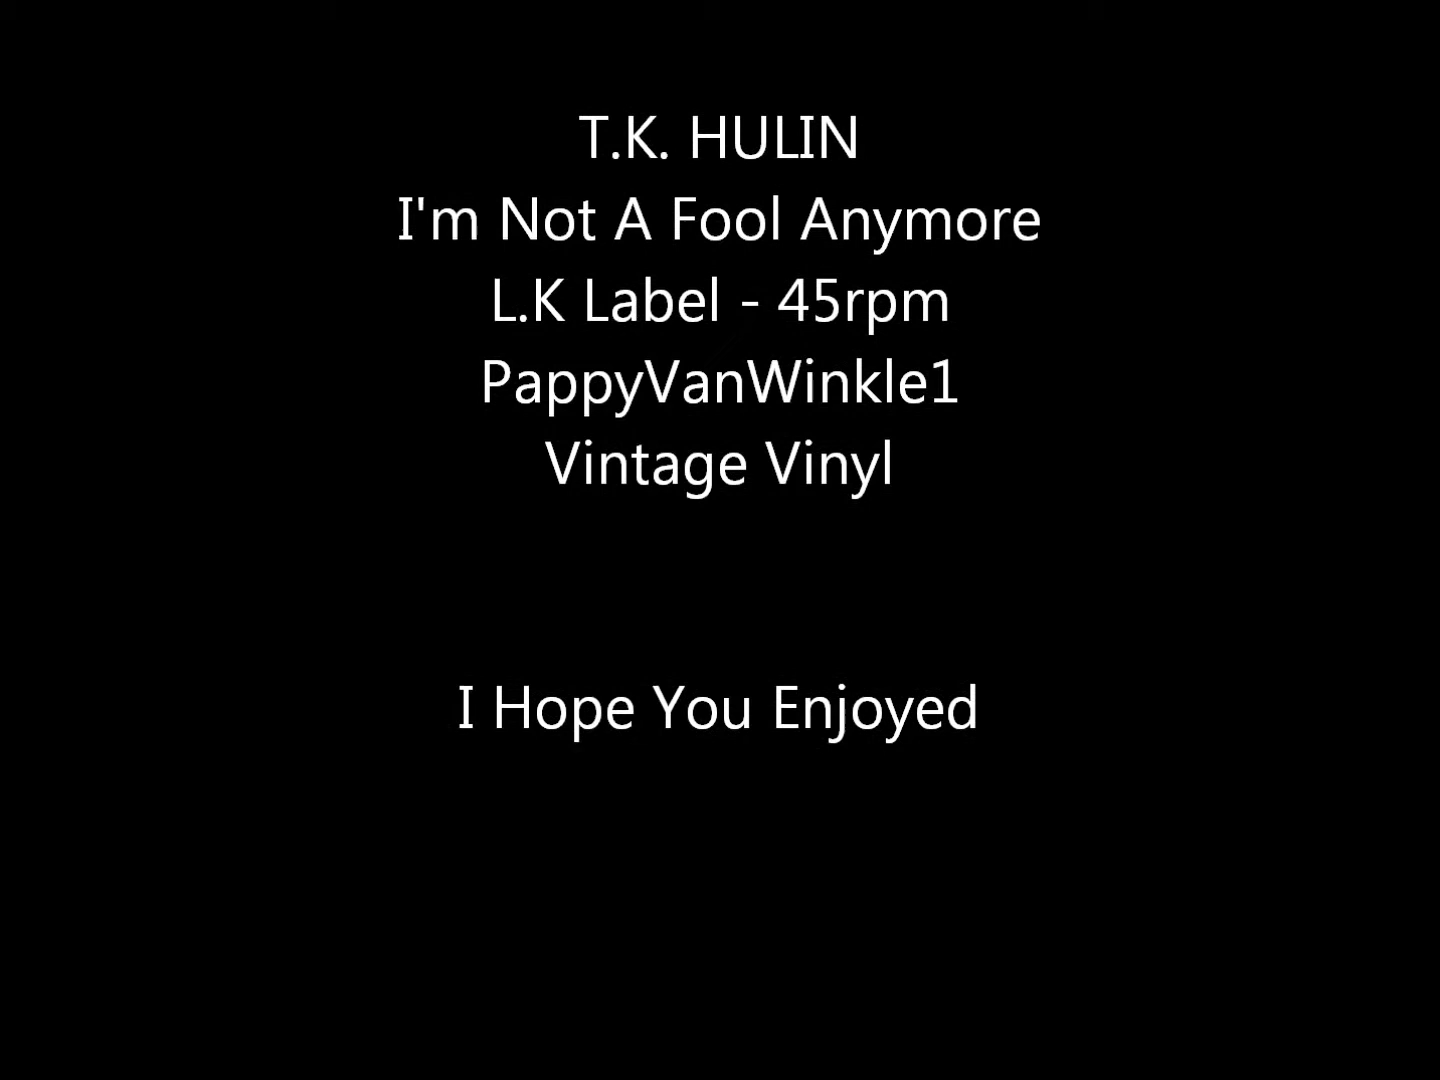 T.K. HULIN
I'm Not A Fool Anymore
L.K Label - 45rpm
PappyVanWinkle1
Vintage Vinyl
I Hope You Enjoyed